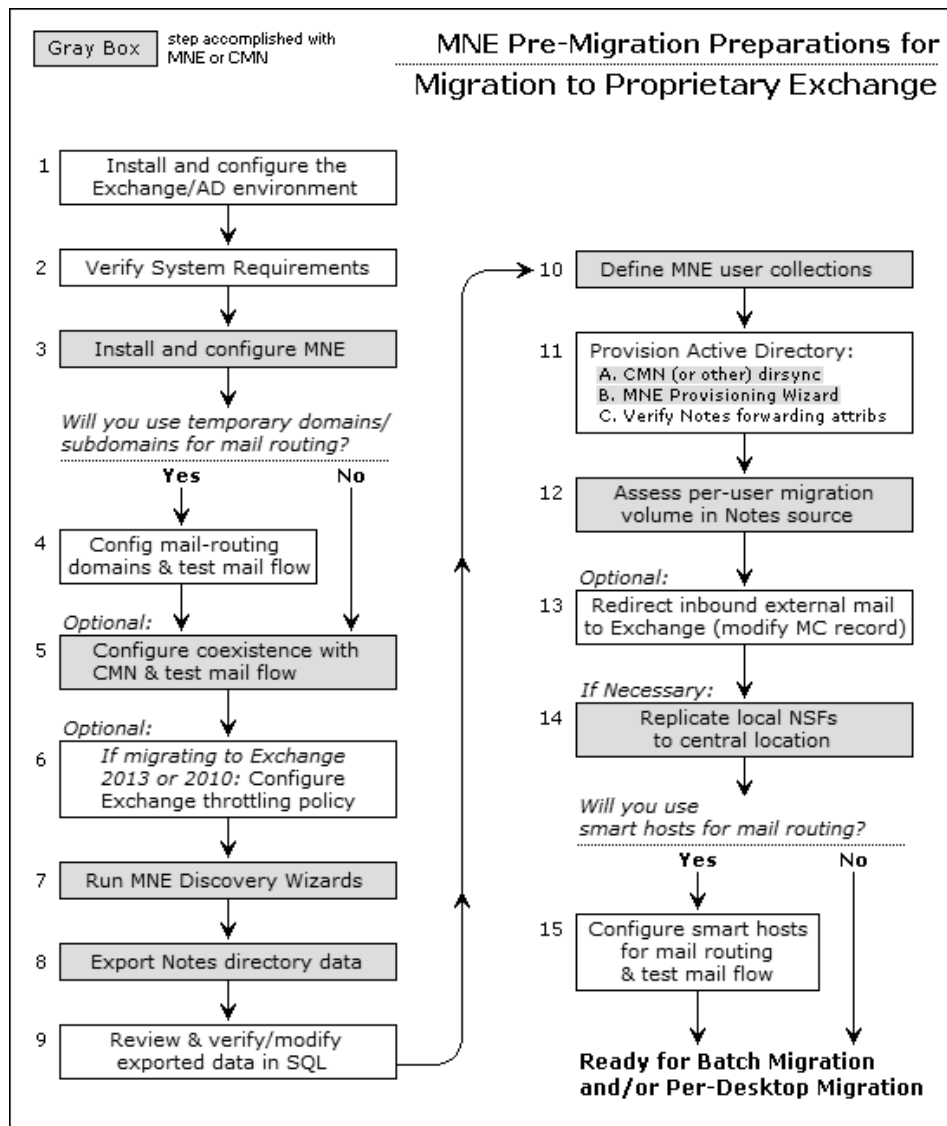 Gray Box
step accomplished with
MNE or CMN
MNE Pre-Migration Preparations for
Migration to Proprietary Exchange
1
Install and configure the
Exchange/AD environment
2
Verify System Requirements
3
Install and configure MNE
Will you use temporary domains/
subdomains for mail routing?
Yes
No
4
Config mail-routing
domains & test mail flow
Optional:
5
Configure coexistence with
CMN & test mail flow
Optional:
6
If migrating to Exchange
2013 or 2010: Configure
Exchange throttling policy
7
Run MNE Discovery Wizards
8
Export Notes directory data
9
Review & verify/modify
exported data in SQL
10
Define MNE user collections
11
Provision Active Directory:
A. CMN (or other) dirsync
B. MNE Provisioning Wizard
C. Verify Notes forwarding attribs
12
Assess per-user migration
volume in Notes source
Optional:
13
Redirect inbound external mail
to Exchange (modify MC record)
If Necessary:
14
Replicate local NSFs
to central location
Will you use
smart hosts for mail routing?
Yes
No
15
Configure smart hosts
for mail routing
& test mail flow
Ready for Batch Migration
and/or Per-Desktop Migration